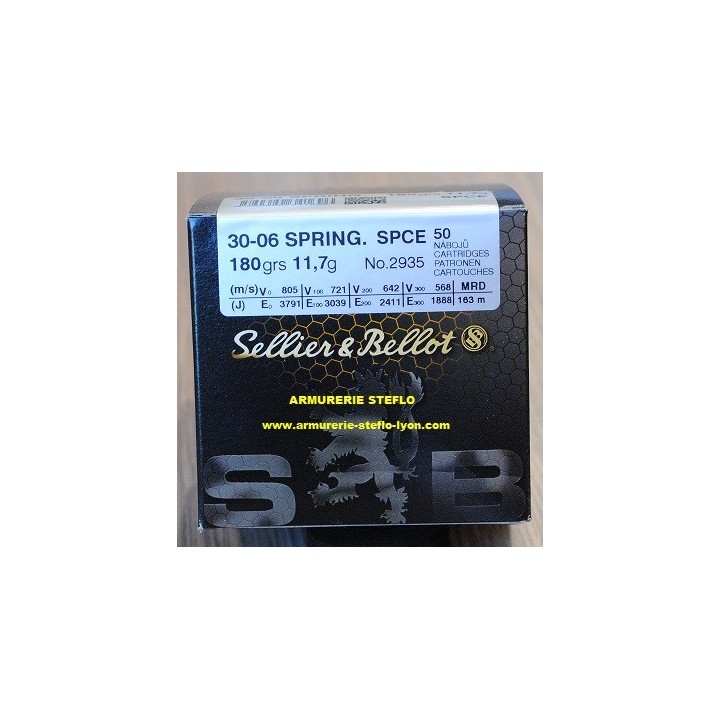 SPCE
30-06 SPRING. SPCE 50
NABOJŮ
CARTRIDGES
180grs 11,7g No.2935 PATRONEN
CARTOUCHES
(m/s) V0 805 V100 721 V200 642 V300 568 MRD
(J) E0 3791 E100 3039 E200 2411 E300 1888 163 m
Sellier & Bellot SB ®
ARMURERIE STEFLO
www.armurerie-steflo-lyon.com
S B